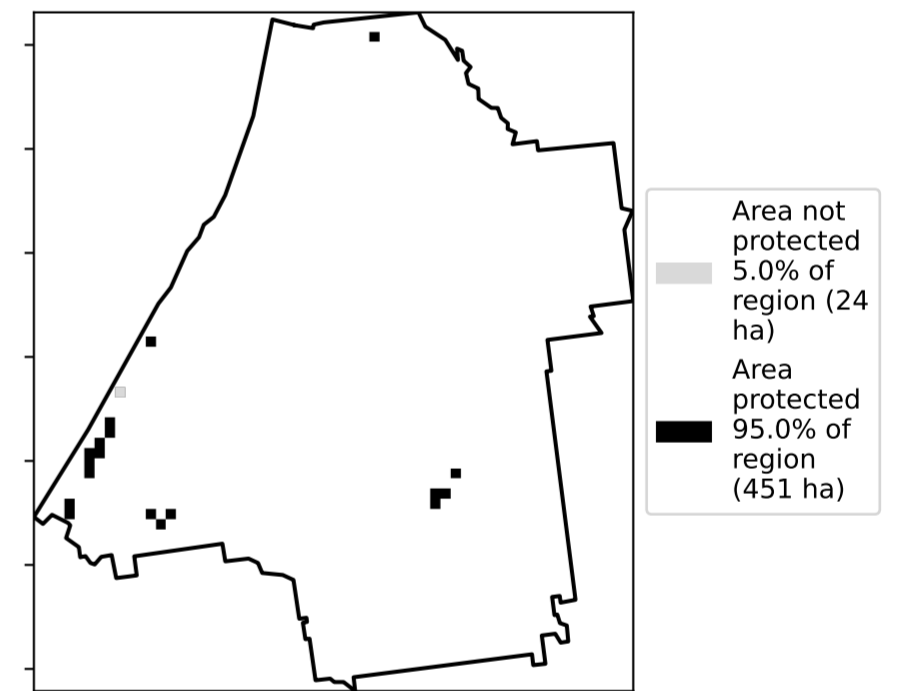 Area not
protected
5.0% of
region (24
ha)
Area
protected
95.0% of
region
(451 ha)